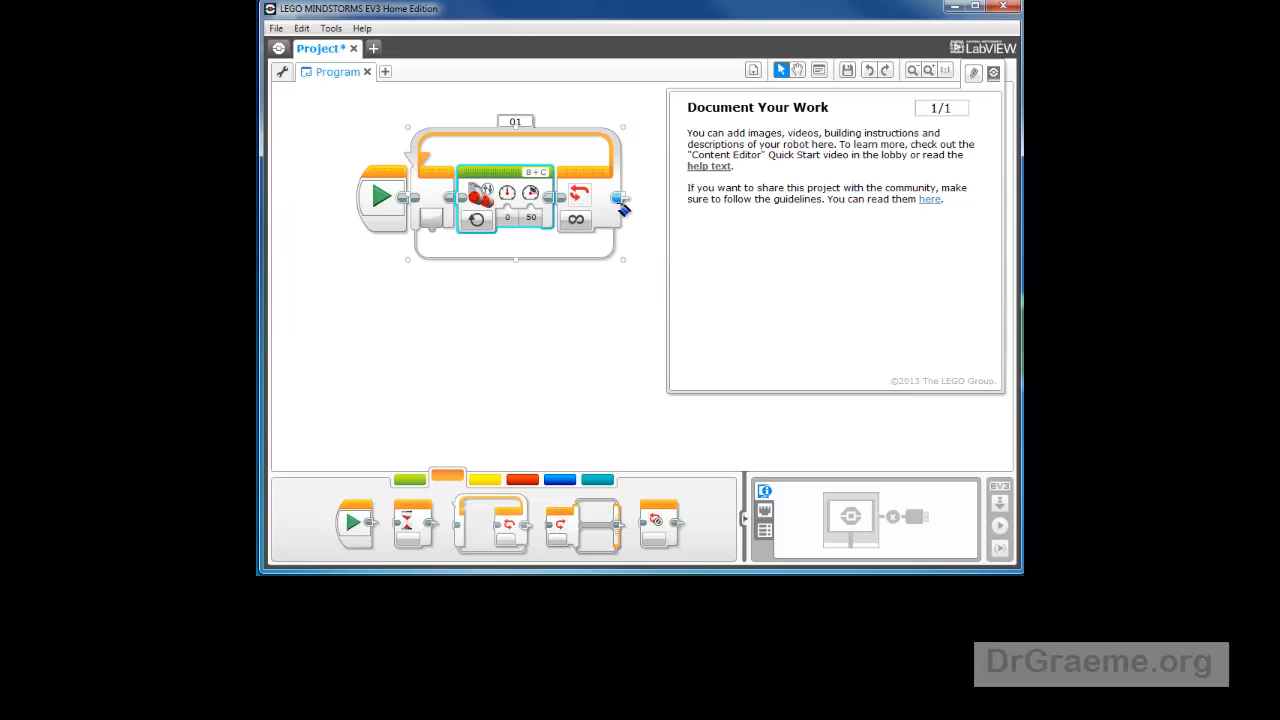 LEGO MINDSTORMS EV3 Home Edition
File Edit Tools Help
Project*
LabVIEW
Program
1:1
Document Your Work
1/1
You can add images, videos, building instructions and
descriptions of your robot here. To learn more, check out the
"Content Editor" Quick Start video in the lobby or read the
help text.
If you want to share this project with the community, make
sure to follow the guidelines. You can read them here.
01
B + C
0 50
©2013 The LEGO Group.
EV3
DrGraeme.org